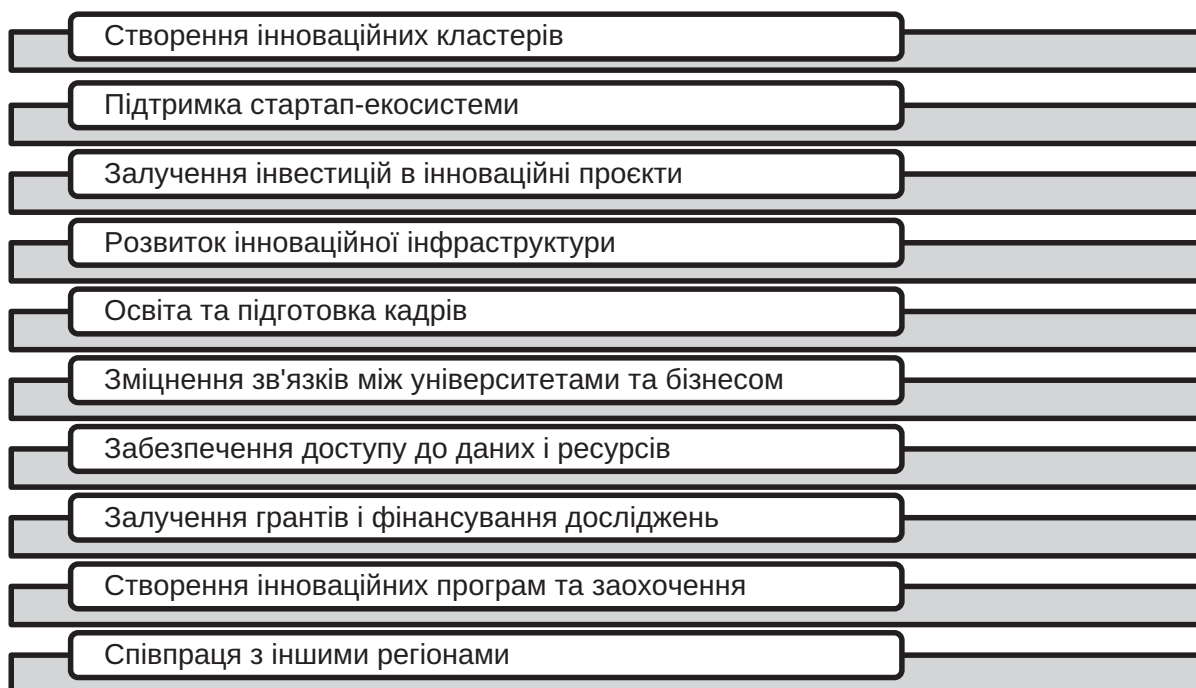 Створення інноваційних кластерів
Підтримка стартап-екосистеми
Залучення інвестицій в інноваційні проєкти
Розвиток інноваційної інфраструктури
Освіта та підготовка кадрів
Зміцнення зв'язків між університетами та бізнесом
Забезпечення доступу до даних і ресурсів
Залучення грантів і фінансування досліджень
Створення інноваційних програм та заохочення
Співпраця з іншими регіонами